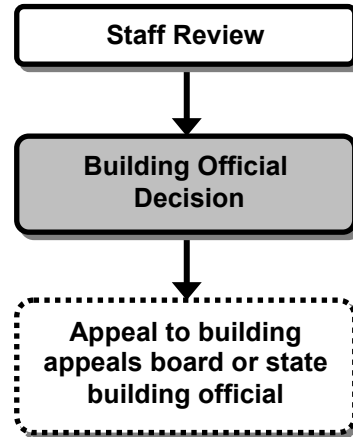 Staff Review
Building Official
Decision
Appeal to building
appeals board or state
building official